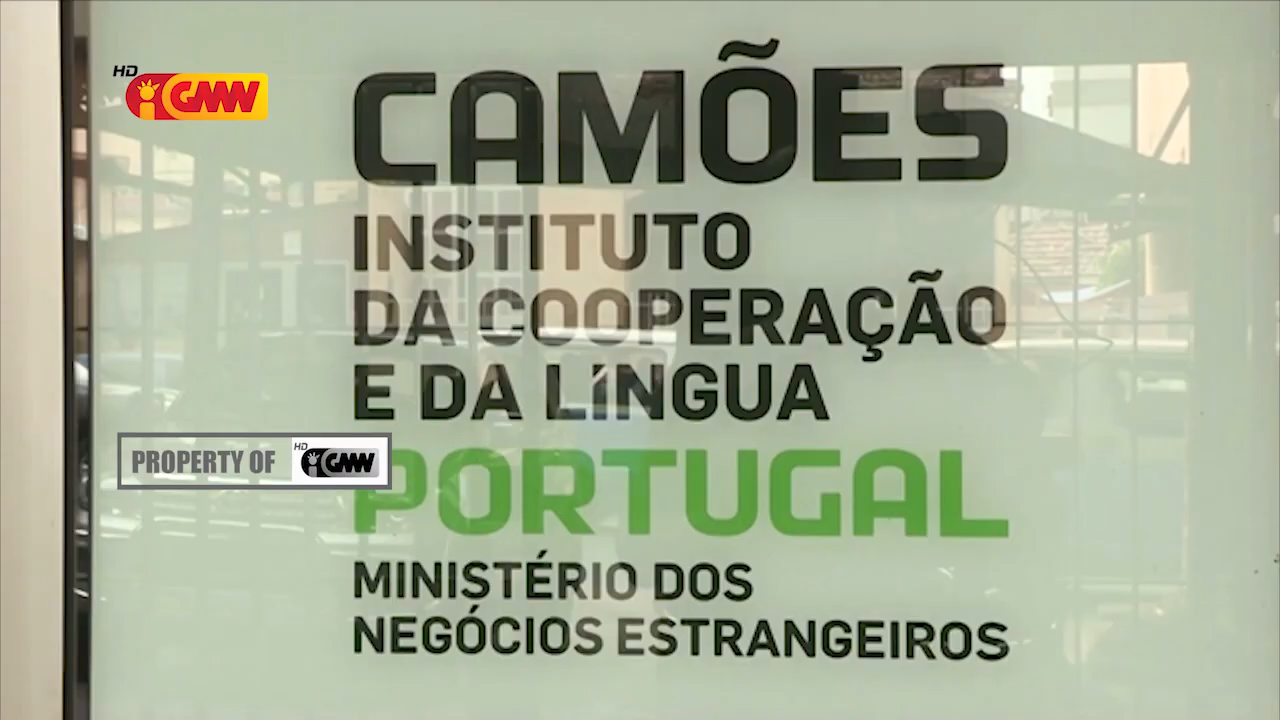 HD
iGMW
CAMÕES
INSTITUTO
DA COOPERAÇÃO
E DA LÍNGUA
PORTUGAL
MINISTÉRIO DOS
NEGÓCIOS ESTRANGEIROS
PROPERTY OF HD iGMW